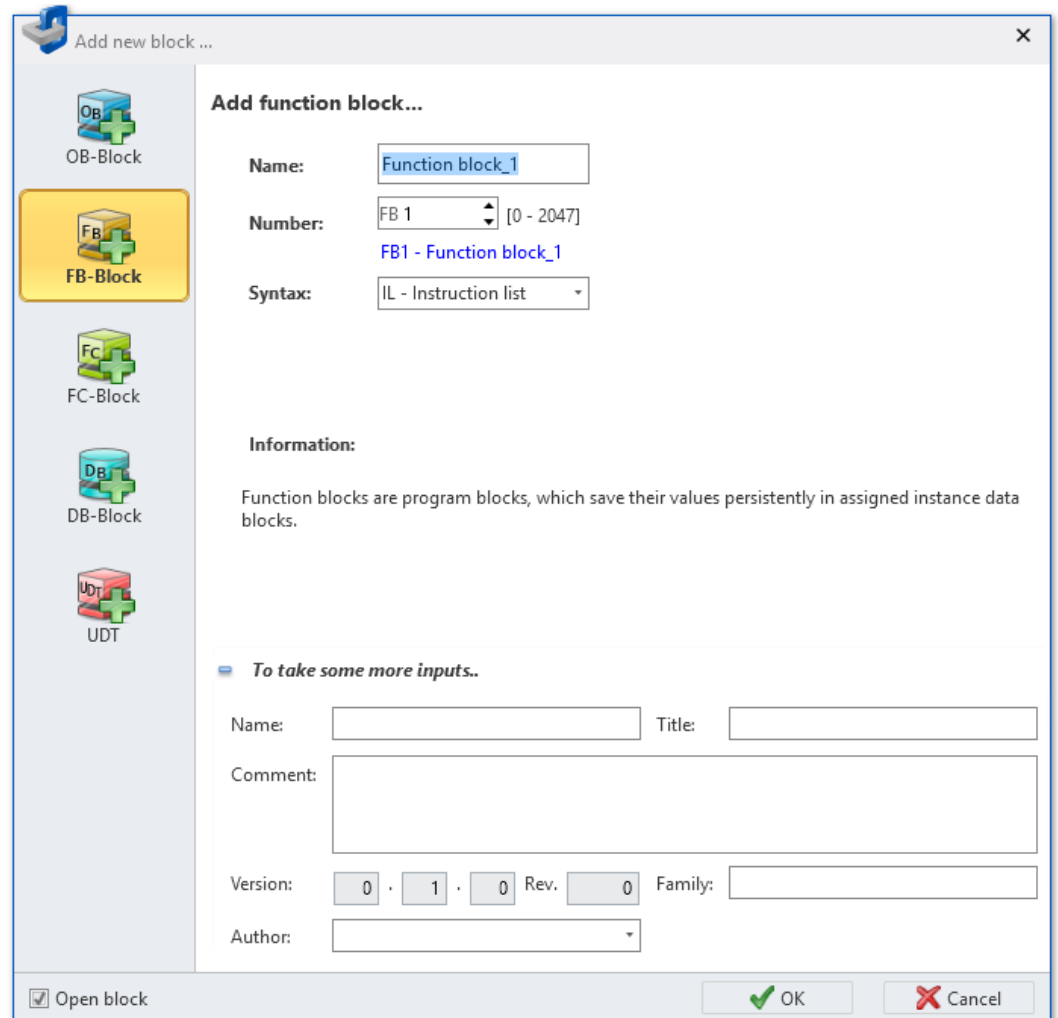 Add new block ...
OB
OB-Block
FB
FB-Block
FC
FC-Block
DB
DB-Block
UDT
UDT
Add function block...
Name: Function block_1
Number: FB 1 [0 - 2047]
FB1 - Function block_1
Syntax: IL - Instruction list
Information:
Function blocks are program blocks, which save their values persistently in assigned instance data
blocks.
To take some more inputs..
Name: Title:
Comment:
Version: 0 . 1 . 0 Rev. 0 Family:
Author:
Open block OK Cancel